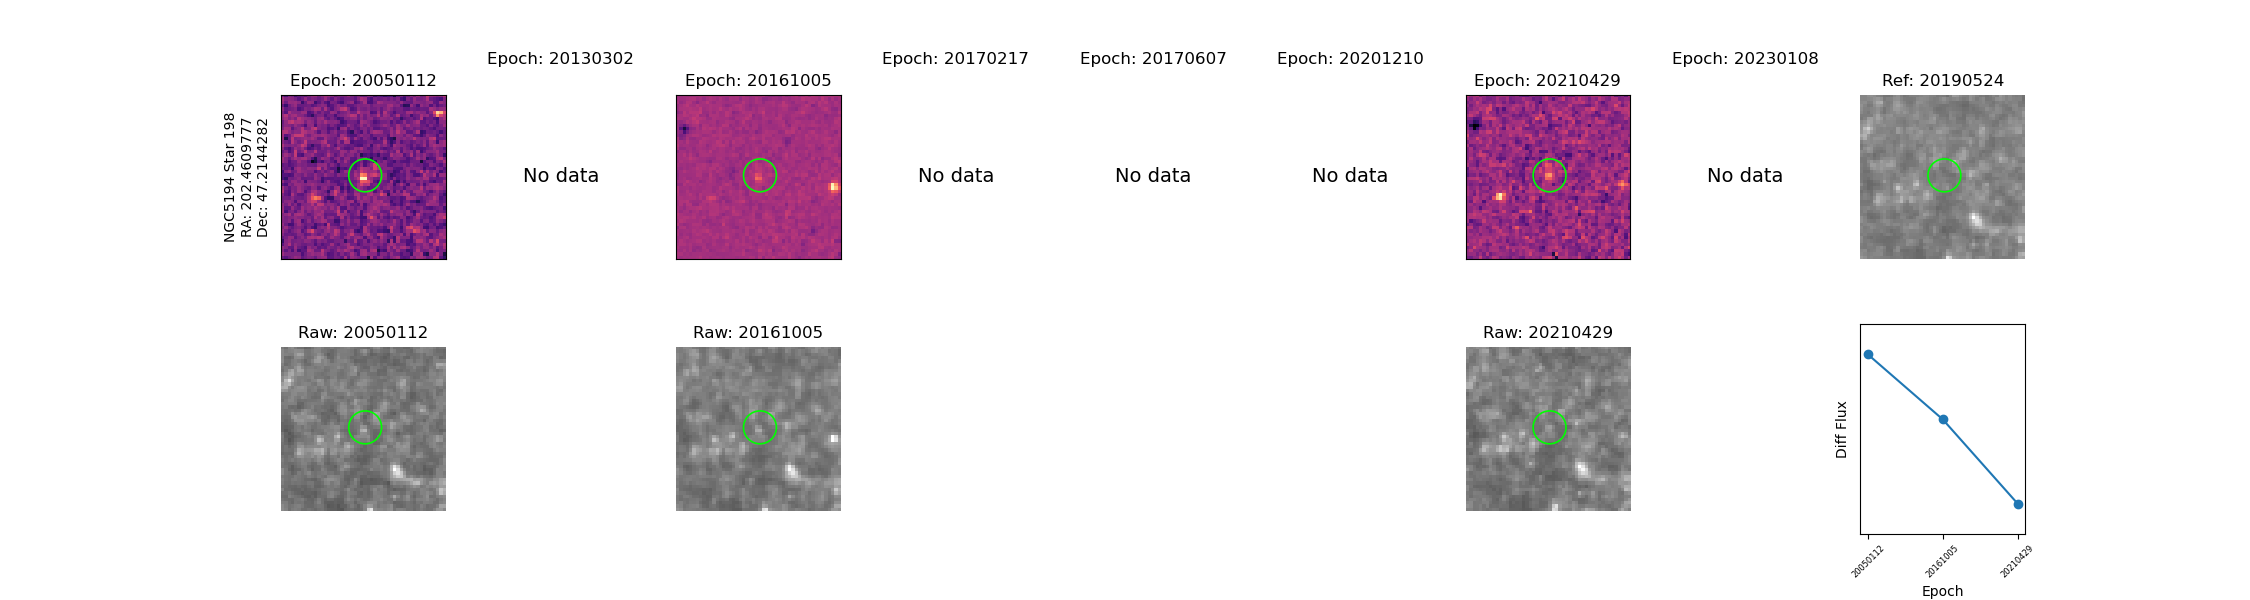 Epoch: 20050112
Epoch: 20130302
Epoch: 20161005
Epoch: 20170217
Epoch: 20170607
Epoch: 20201210
Epoch: 20210429
Epoch: 20230108
Ref: 20190524
NGC5194 Star 198
RA: 202.4609777
Dec: 47.2144282
No data
No data
No data
No data
No data
Raw: 20050112
Raw: 20161005
Raw: 20210429
Diff Flux
20050112
20161005
20210429
Epoch